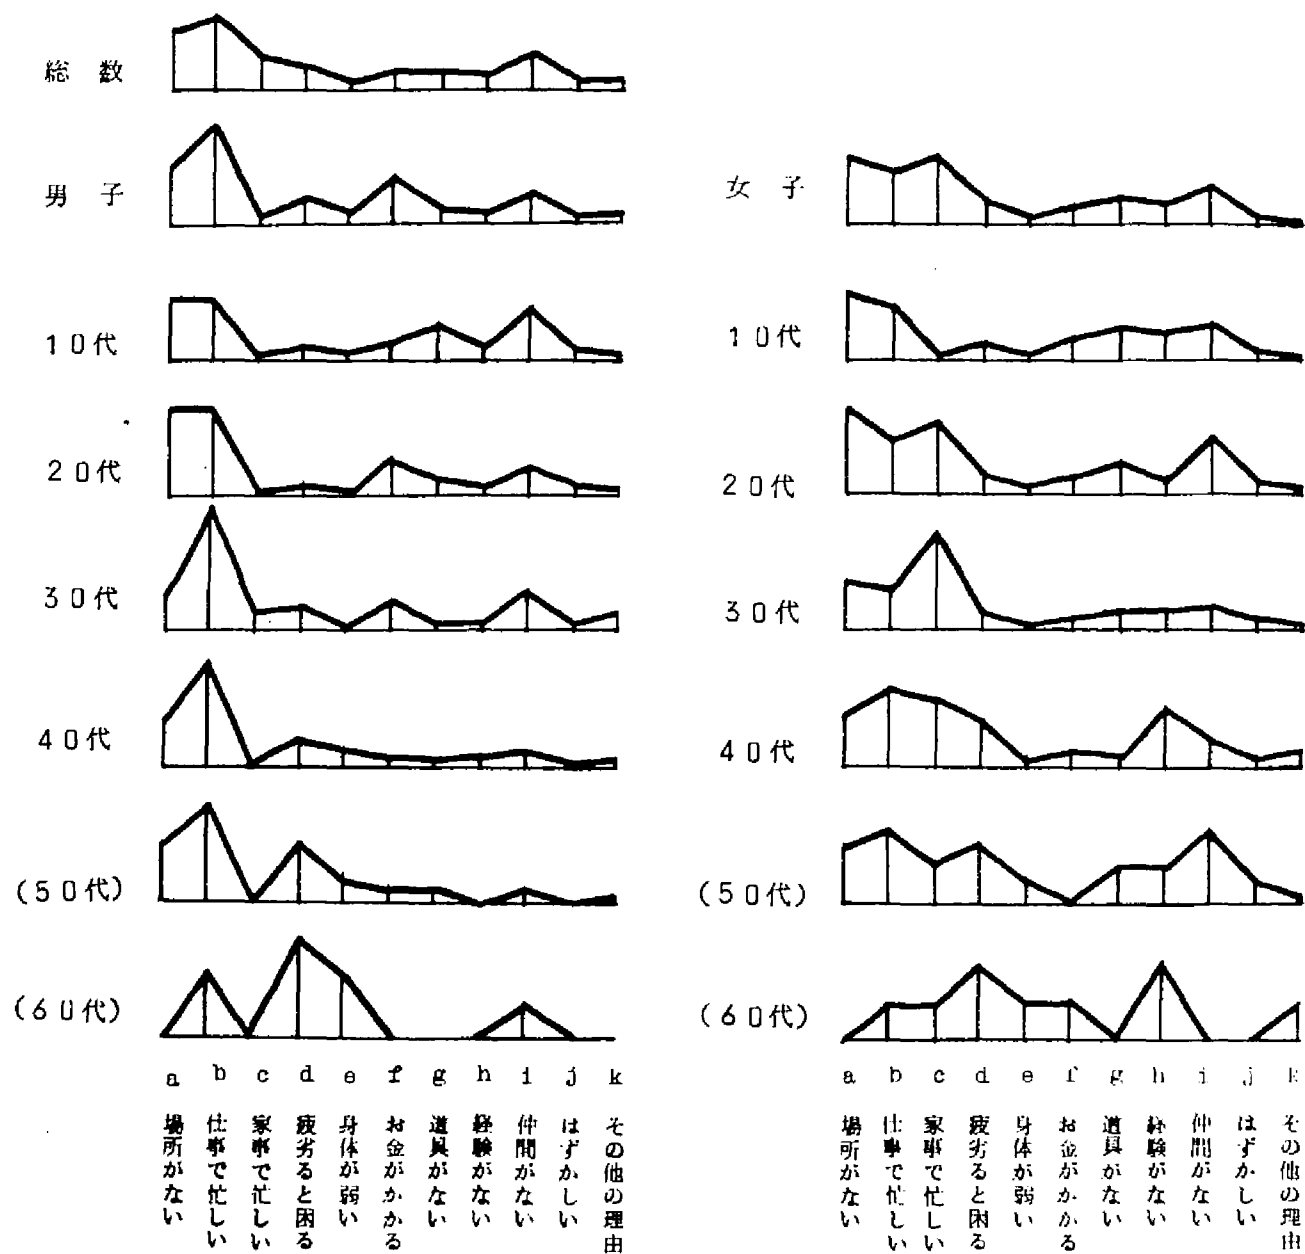 総数
男子
女子
10代
10代
20代
20代
30代
30代
40代
40代
(50代)
(50代)
(60代)
(60代)
a b c d e f g h i j k
a b c d e f g h i j k
場所がない
仕事で忙しい
家事で忙しい
疲労ると困る
身体が弱い
お金がかかる
道具がない
経験がない
仲間がない
はずかしい
その他の理由
場所がない
仕事で忙しい
家事で忙しい
疲労ると困る
身体が弱い
お金がかかる
道具がない
経験がない
仲間がない
はずかしい
その他の理由